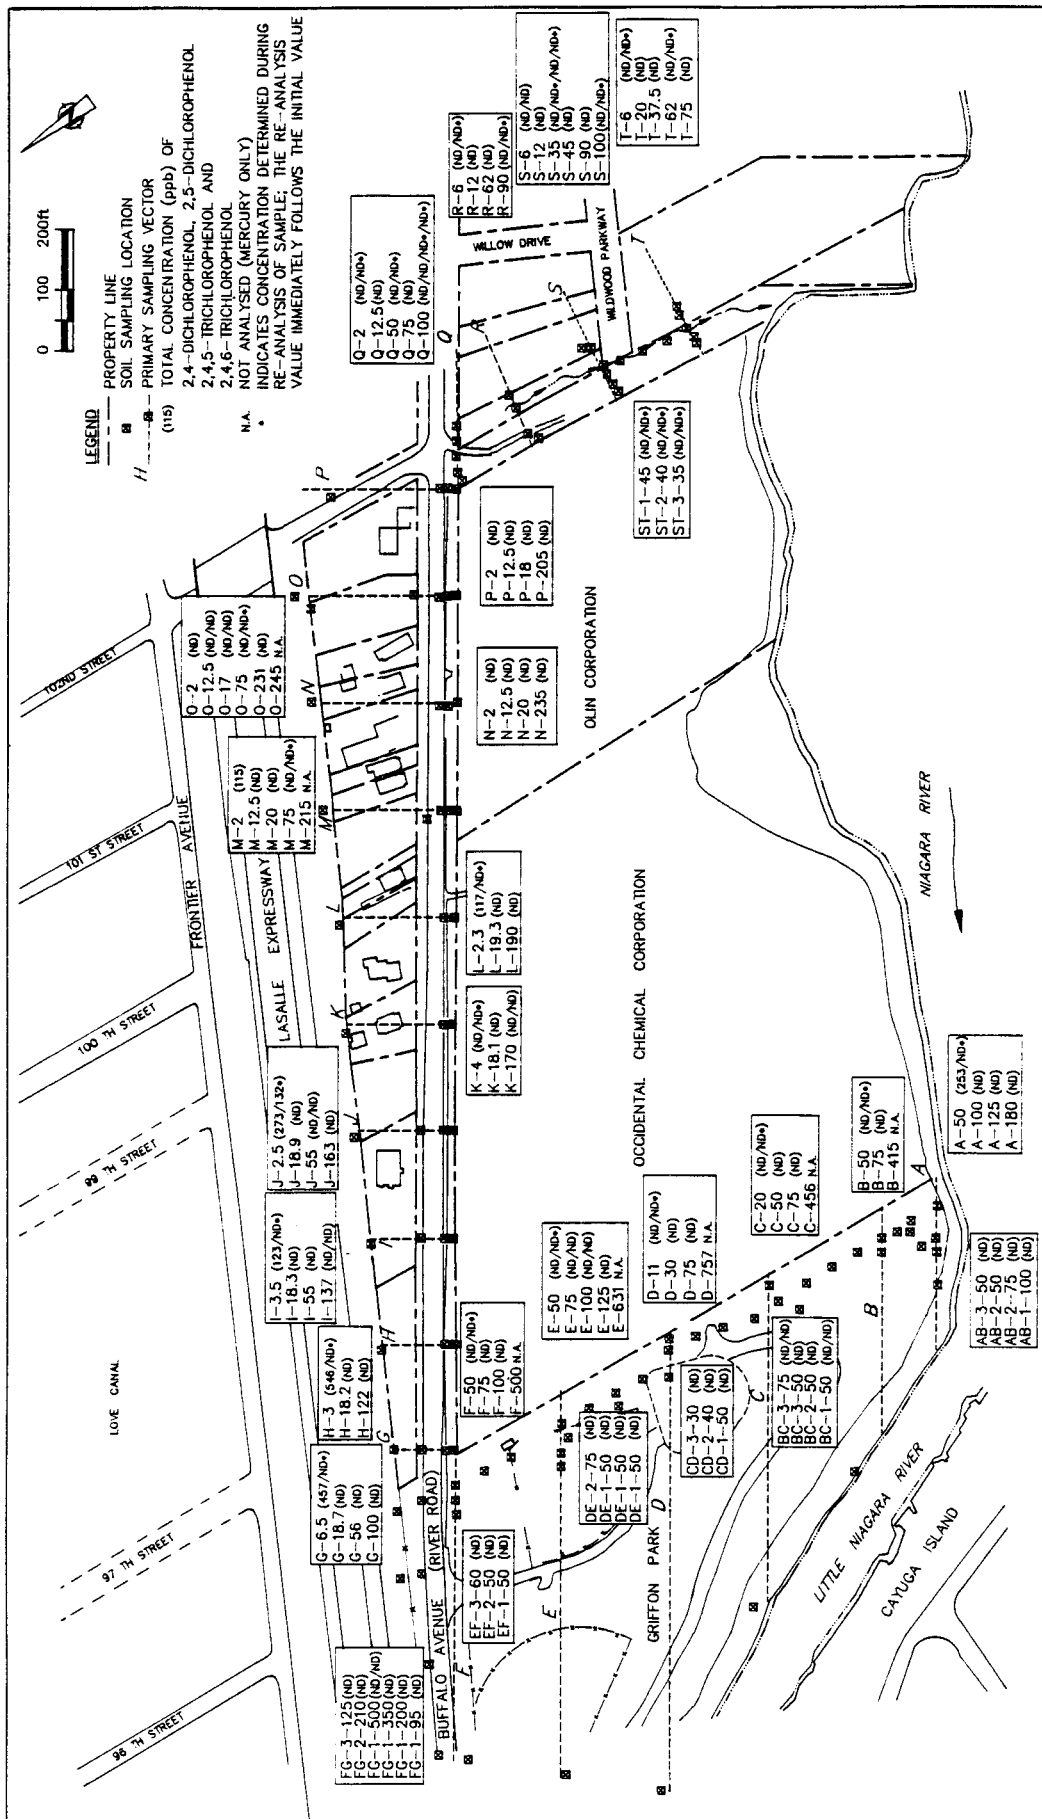 LEGEND
PROPERTY LINE
SOIL SAMPLING LOCATION
H PRIMARY SAMPLING VECTOR
(115) TOTAL CONCENTRATION (ppb) OF
2,4-DICHLOROPHENOL, 2,5-DICHLOROPHENOL
2,4,5-TRICHLOROPHENOL AND
2,4,6-TRICHLOROPHENOL
N.A. NOT ANALYSED (MERCURY ONLY)
* INDICATES CONCENTRATION DETERMINED DURING
RE-ANALYSIS OF SAMPLE; THE RE-ANALYSIS
VALUE IMMEDIATELY FOLLOWS THE INITIAL VALUE
0 100 200ft
96 TH STREET
97 TH STREET
LOVE CANAL
99 TH STREET
100 TH STREET
101 ST STREET
102ND STREET
FRONTIER AVENUE
LASALLE EXPRESSWAY
FG-3-125 (ND)
FG-2-210 (ND)
FG-1-500 (ND/ND)
FG-1-350 (ND)
FG-1-200 (ND)
FG-1-95 (ND)
G-6.5 (457/ND*)
G-18.7 (ND)
G-56 (ND)
G-100 (ND)
H-3 (546/ND*)
H-18.2 (ND)
H-122 (ND)
I-3.5 (123/ND*)
I-18.3 (ND)
I-55 (ND)
I-137 (ND/ND)
J-2.5 (273/132*)
J-18.9 (ND)
J-55 (ND/ND)
J-163 (ND)
M-2 (115)
M-12.5 (ND)
M-20 (ND)
M-75 (ND/ND*)
M-215 N.A.
O-2 (ND)
O-12.5 (ND/ND)
O-17 (ND/ND)
O-75 (ND/ND*)
O-231 (ND)
O-245 N.A.
Q-2 (ND/ND*)
Q-12.5 (ND)
Q-50 (ND/ND*)
Q-75 (ND)
Q-100 (ND/ND/ND*)
R-6 (ND/ND*)
R-12 (ND)
R-62 (ND)
R-90 (ND/ND*)
S-6 (ND/ND)
S-12 (ND)
S-35 (ND/ND*/ND/ND*)
S-45 (ND)
S-90 (ND)
S-100 (ND/ND*)
T-6 (ND/ND*)
T-20 (ND)
T-37.5 (ND)
T-62 (ND/ND*)
T-75 (ND)
G
H
I
J
K
L
M
N
O
P
Q
R
S
T
WILLOW DRIVE
WILDWOOD PARKWAY
BUFFALO AVENUE (RIVER ROAD)
F
EF-3-60 (ND)
EF-2-50 (ND)
EF-1-50 (ND)
F-50 (ND/ND*)
F-75 (ND)
F-100 (ND)
F-500 N.A.
K-4 (ND/ND*)
K-18.1 (ND)
K-170 (ND/ND)
L-2.3 (117/ND*)
L-19.3 (ND)
L-190 (ND)
N-2 (ND)
N-12.5 (ND)
N-20 (ND)
N-235 (ND)
P-2 (ND)
P-12.5 (ND)
P-18 (ND)
P-205 (ND)
ST-1-45 (ND/ND*)
ST-2-40 (ND/ND*)
ST-3-35 (ND/ND*)
E
E-50 (ND/ND*)
E-75 (ND/ND)
E-100 (ND/ND)
E-125 (ND)
E-631 N.A.
DE-2-75 (ND)
DE-1-50 (ND)
DE-1-50 (ND)
DE-1-50 (ND)
OLIN CORPORATION
OCCIDENTAL CHEMICAL CORPORATION
GRIFFON PARK
D
D-11 (ND/ND*)
D-30 (ND)
D-75 (ND)
D-757 N.A.
CD-3-30 (ND)
CD-2-40 (ND)
CD-1-50 (ND)
C
C-20 (ND/ND*)
C-50 (ND)
C-75 (ND)
C-456 N.A.
BC-3-75 (ND/ND)
BC-3-50 (ND)
BC-2-50 (ND)
BC-1-50 (ND/ND)
B
B-50 (ND/ND*)
B-75 (ND)
B-415 N.A.
A
A-50 (253/ND*)
A-100 (ND)
A-125 (ND)
A-180 (ND)
AB-3-50 (ND)
AB-2-50 (ND)
AB-2-75 (ND)
AB-1-100 (ND)
LITTLE NIAGARA RIVER
CAYUGA ISLAND
NIAGARA RIVER